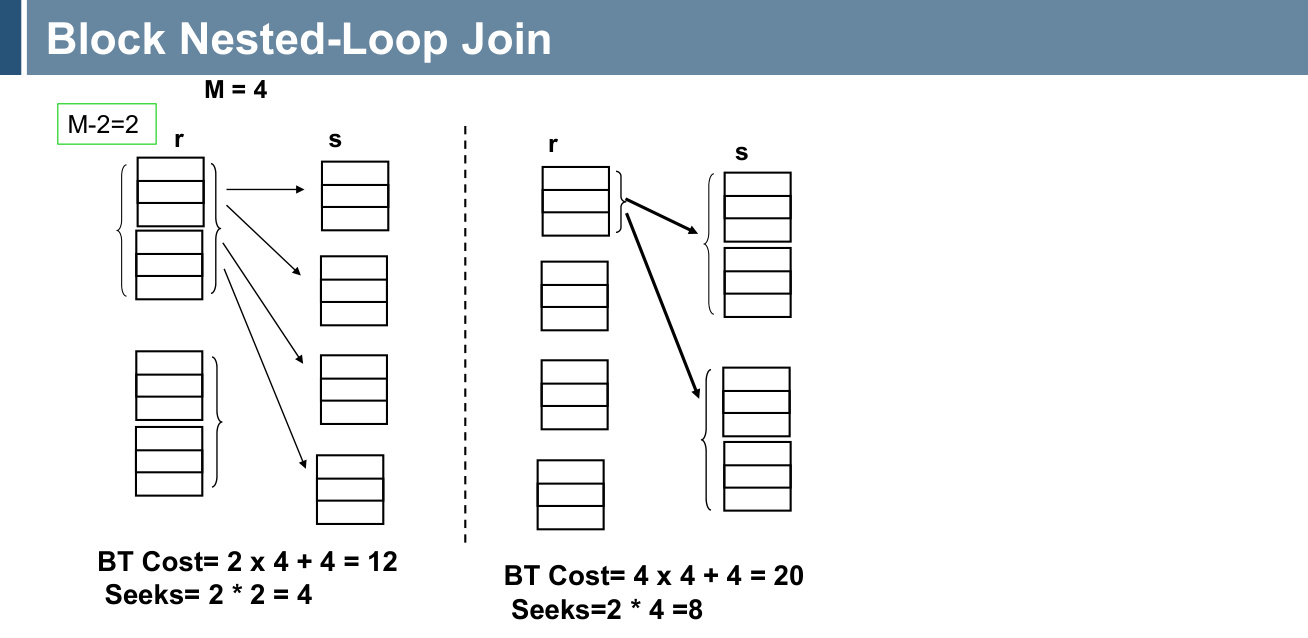 Block Nested-Loop Join
M = 4
M-2=2
r
s
r
s
BT Cost= 2 x 4 + 4 = 12
Seeks= 2 * 2 = 4
BT Cost= 4 x 4 + 4 = 20
Seeks=2 * 4 =8